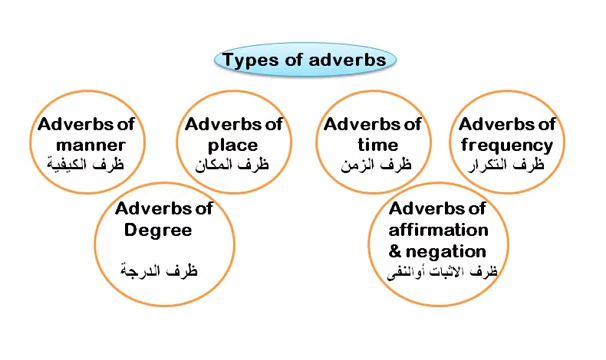 Types of adverbs
Adverbs of
manner
ظرف الكيفية
Adverbs of
place
ظرف المكان
Adverbs of
time
ظرف الزمن
Adverbs of
frequency
ظرف التكرار
Adverbs of
Degree
ظرف الدرجة
Adverbs of
affirmation
& negation
ظرف الاثبات أوالنفى